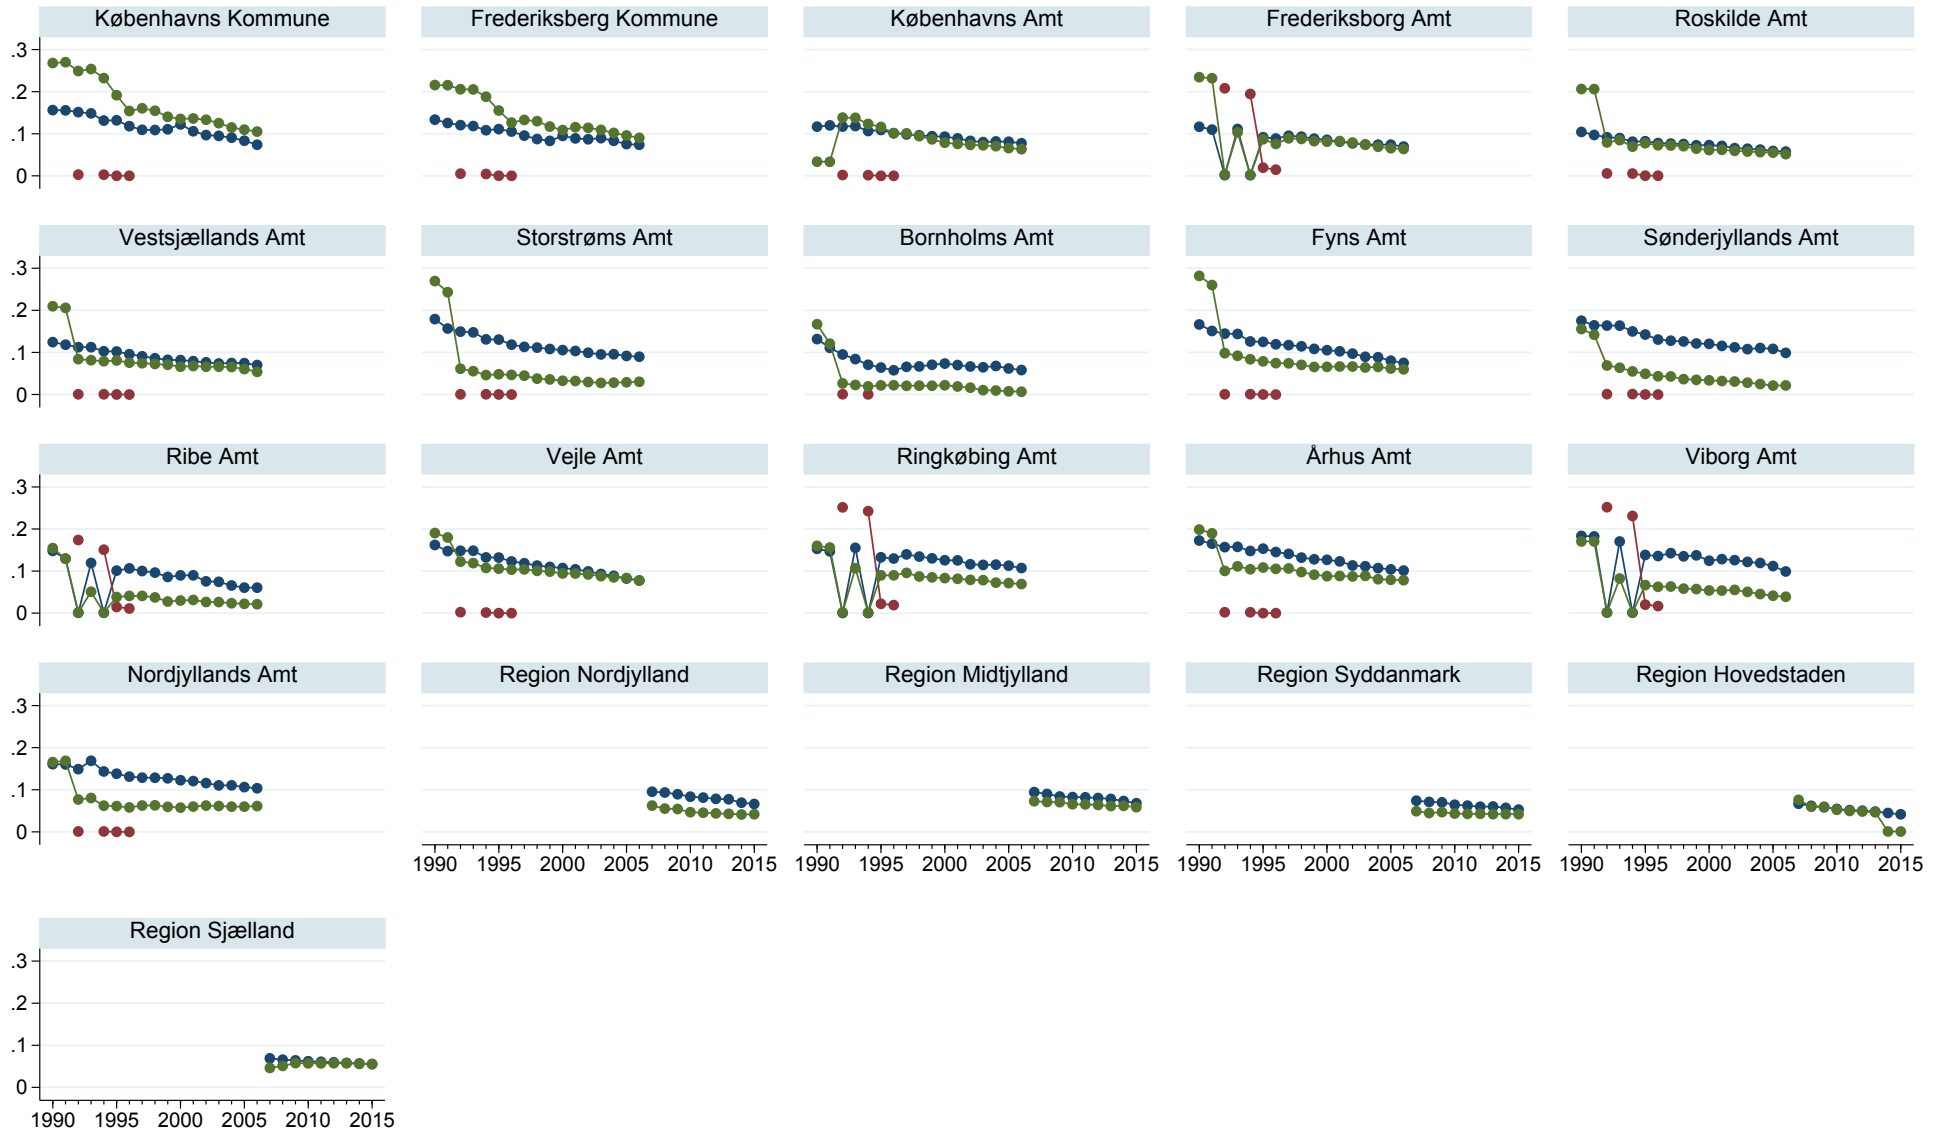 Københavns Kommune Frederiksberg Kommune Københavns Amt Frederiksborg Amt Roskilde Amt
.3
.2
.1
0
Vestsjællands Amt Storstrøms Amt Bornholms Amt Fyns Amt Sønderjyllands Amt
.3
.2
.1
0
Ribe Amt Vejle Amt Ringkøbing Amt Århus Amt Viborg Amt
.3
.2
.1
0
Nordjyllands Amt Region Nordjylland Region Midtjylland Region Syddanmark Region Hovedstaden
.3
.2
.1
0
1990 1995 2000 2005 2010 2015 1990 1995 2000 2005 2010 2015 1990 1995 2000 2005 2010 2015 1990 1995 2000 2005 2010 2015
Region Sjælland
.3
.2
.1
0
1990 1995 2000 2005 2010 2015